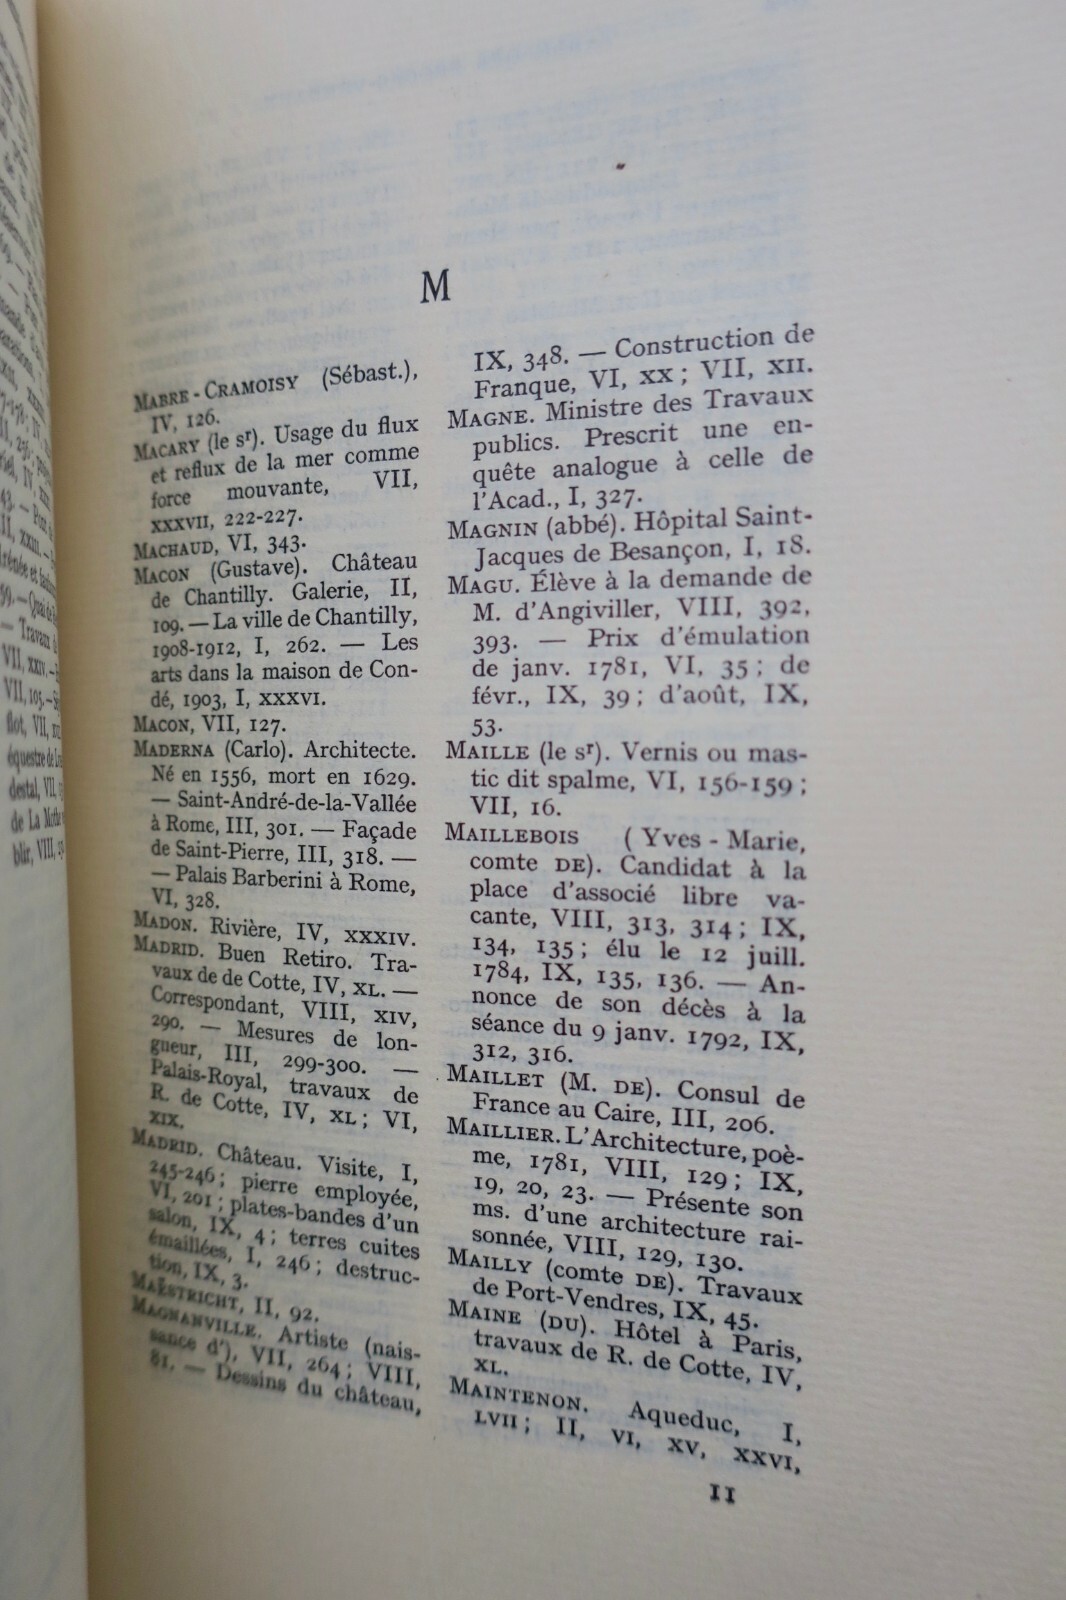 M
MABRE-CRAMOISY (Sébast.),
IV, 126.
MACARY (le sr). Usage du flux
et reflux de la mer comme
force mouvante, VII,
XXXVII, 222-227.
MACHAUD, VI, 343.
MACON (Gustave). Château
de Chantilly. Galerie, II,
109. — La ville de Chantilly,
1908-1912, I, 262. — Les
arts dans la maison de Con-
dé, 1903, I, XXXVI.
MACON, VII, 127.
MADERNA (Carlo). Architecte.
Né en 1556, mort en 1629.
— Saint-André-de-la-Vallée
à Rome, III, 301. — Façade
de Saint-Pierre, III, 318. —
— Palais Barberini à Rome,
VI, 328.
MADON. Rivière, IV, XXXIV.
MADRID. Buen Retiro. Tra-
vaux de de Cotte, IV, XL. —
Correspondant, VIII, XIV,
290. — Mesures de lon-
gueur, III, 299-300. —
Palais-Royal, travaux de
R. de Cotte, IV, XL; VI,
XIX.
MADRID. Château. Visite, I,
245-246; pierre employée,
VI, 201; plates-bandes d'un
salon, IX, 4; terres cuites
émaillées, I, 246; destruc-
tion, IX, 3.
MAËSTRICHT, II, 92.
MAGNANVILLE. Artiste (nais-
sance d'), VII, 264; VIII,
81. — Dessins du château,
IX, 348. — Construction de
Franque, VI, XX; VII, XII.
MAGNE. Ministre des Travaux
publics. Prescrit une en-
quête analogue à celle de
l'Acad., I, 327.
MAGNIN (abbé). Hôpital Saint-
Jacques de Besançon, I, 18.
MAGU. Élève à la demande de
M. d'Angiviller, VIII, 392,
393. — Prix d'émulation
de janv. 1781, VI, 35; de
févr., IX, 39; d'août, IX,
53.
MAILLE (le sr). Vernis ou mas-
tic dit spalme, VI, 156-159;
VII, 16.
MAILLEBOIS (Yves-Marie,
comte DE). Candidat à la
place d'associé libre va-
cante, VIII, 313, 314; IX,
134, 135; élu le 12 juill.
1784, IX, 135, 136. — An-
nonce de son décès à la
séance du 9 janv. 1792, IX,
312, 316.
MAILLET (M. DE). Consul de
France au Caire, III, 206.
MAILLIER. L'Architecture, poè-
me, 1781, VIII, 129; IX,
19, 20, 23. — Présente son
ms. d'une architecture rai-
sonnée, VIII, 129, 130.
MAILLY (comte DE). Travaux
de Port-Vendres, IX, 45.
MAINE (DU). Hôtel à Paris,
travaux de R. de Cotte, IV,
XL.
MAINTENON. Aqueduc, I,
LVII; II, VI, XV, XXVI,
11